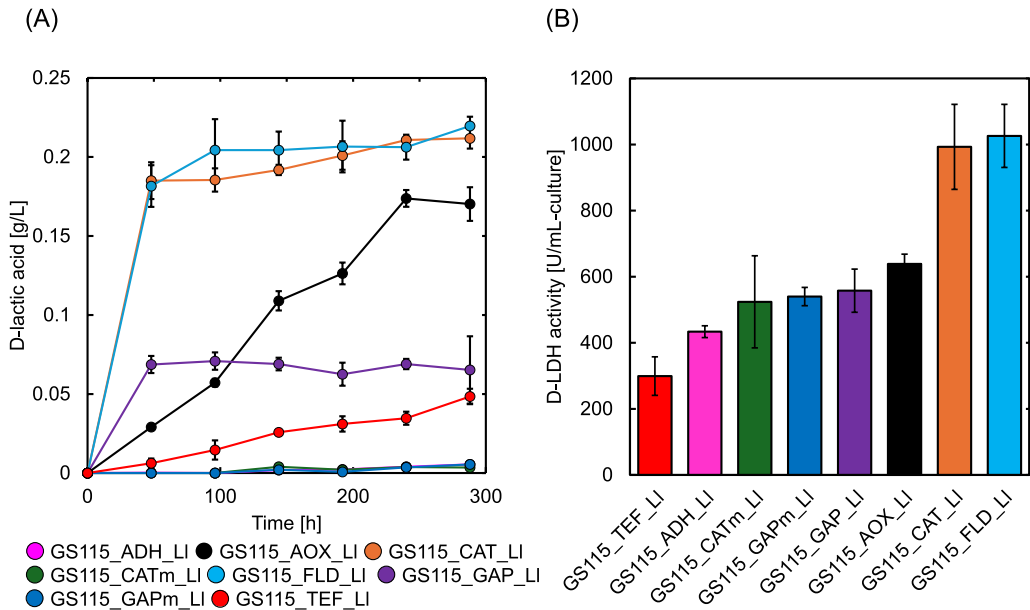 (A)
(B)
D-lactic acid [g/L]
0.25
0.2
0.15
0.1
0.05
0
0 100 200 300
Time [h]
GS115_ADH_LI GS115_AOX_LI GS115_CAT_LI
GS115_CATm_LI GS115_FLD_LI GS115_GAP_LI
GS115_GAPm_LI GS115_TEF_LI
D-LDH activity [U/mL-culture]
1200
1000
800
600
400
200
0
GS115_TEF_LI
GS115_ADH_LI
GS115_CATm_LI
GS115_GAPm_LI
GS115_GAP_LI
GS115_AOX_LI
GS115_CAT_LI
GS115_FLD_LI